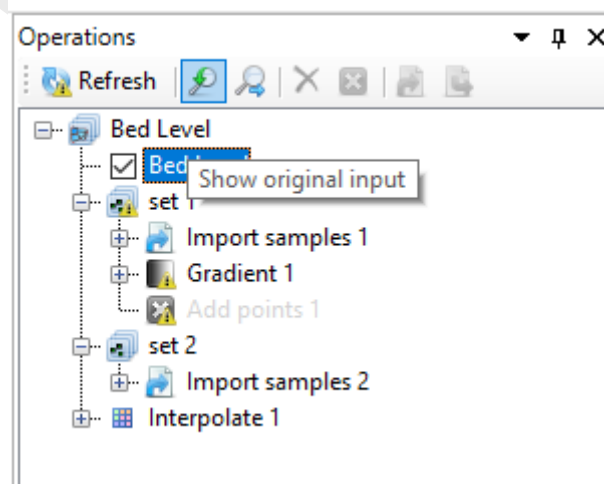 Operations
Refresh
Bed Level
Bed
Show original input
set 1
Import samples 1
Gradient 1
Add points 1
set 2
Import samples 2
Interpolate 1